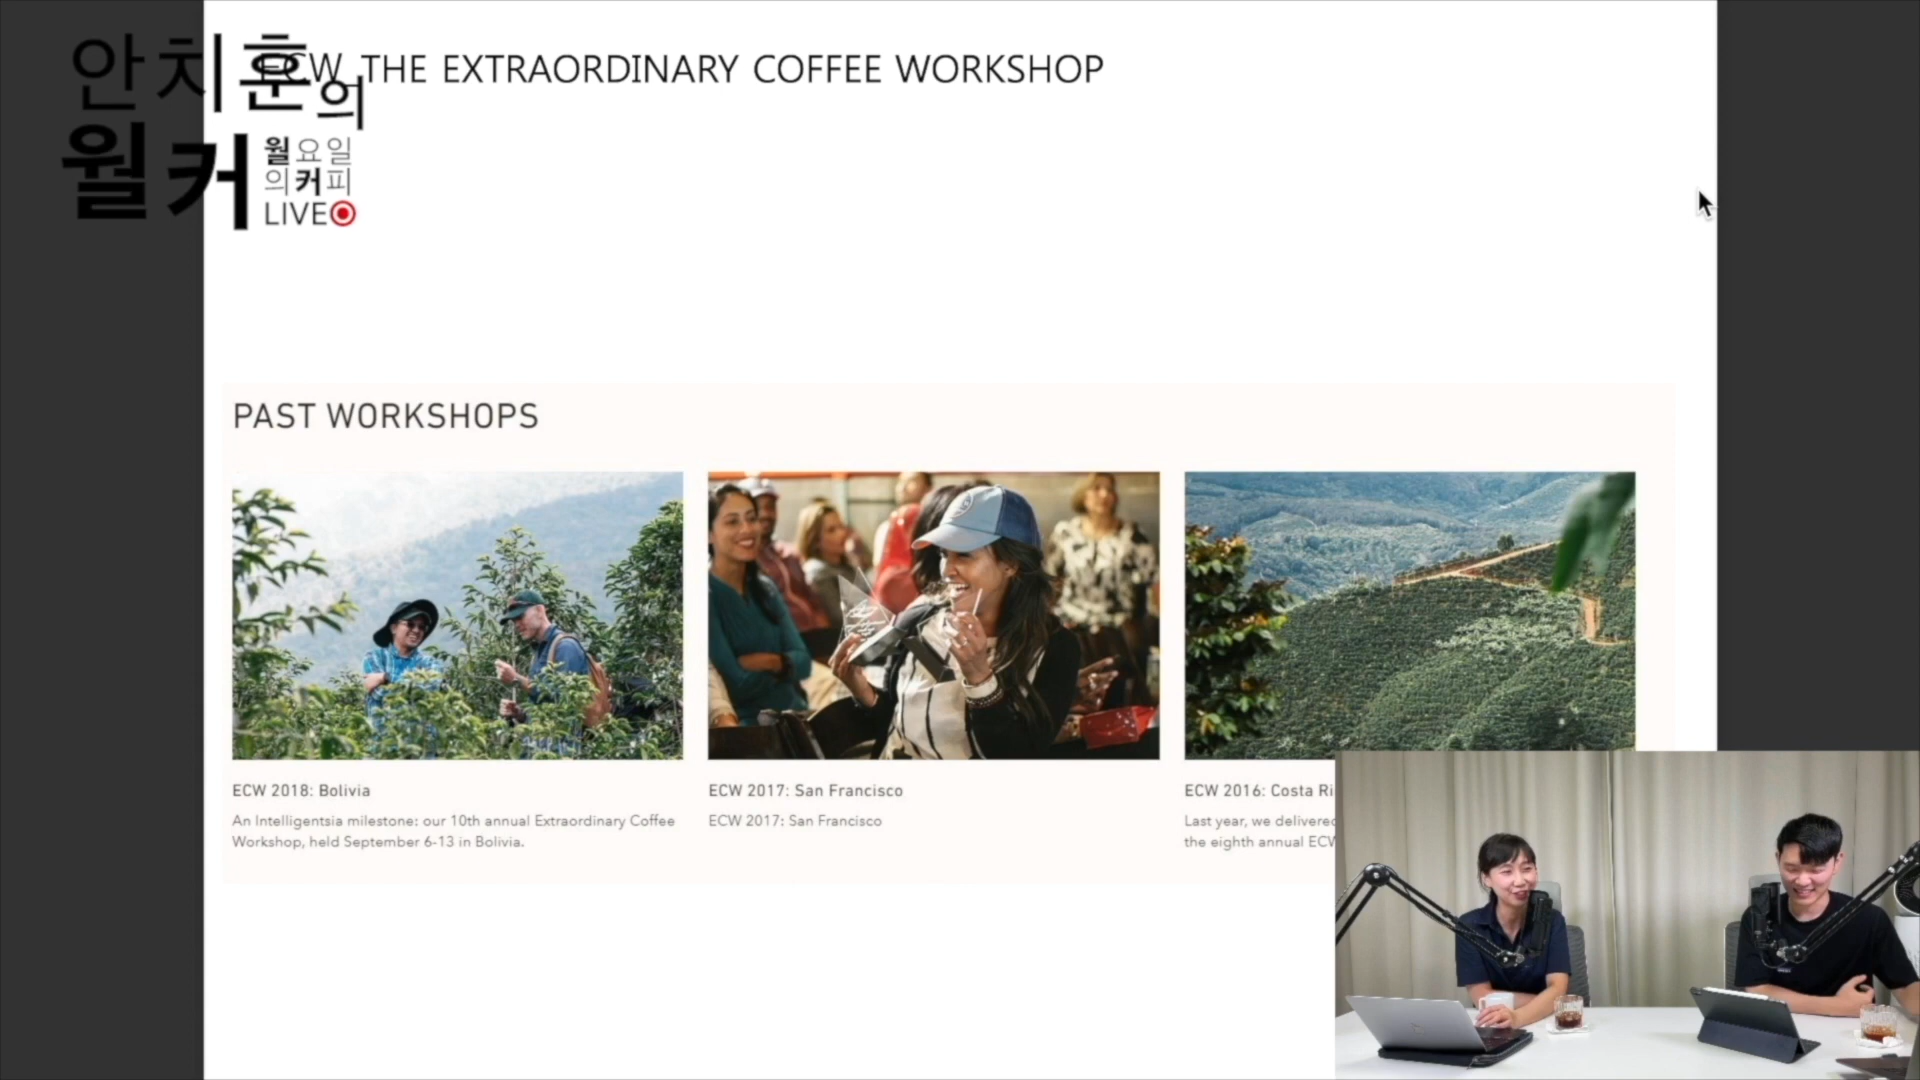 안치훈의
월커
월요일
의커피
LIVE
ECW THE EXTRAORDINARY COFFEE WORKSHOP
PAST WORKSHOPS
ECW 2018: Bolivia
An Intelligentsia milestone: our 10th annual Extraordinary Coffee
Workshop, held September 6-13 in Bolivia.
ECW 2017: San Francisco
ECW 2017: San Francisco
ECW 2016: Costa Ri
Last year, we delivered
the eighth annual ECW